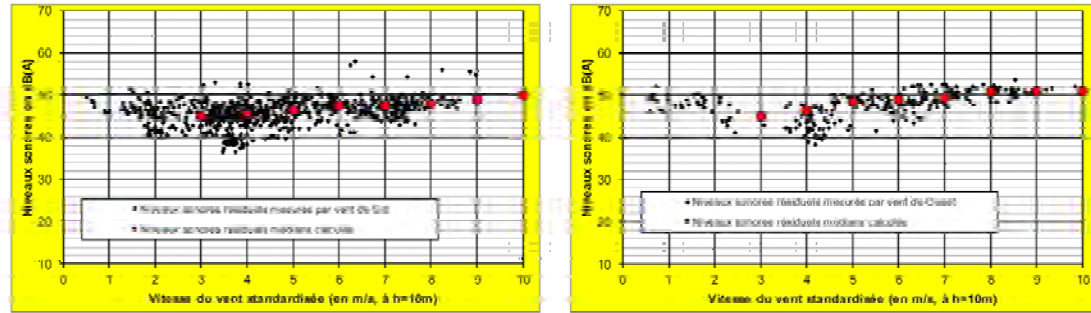 70
60
50
40
30
20
10
0 1 2 3 4 5 6 7 8 9 10
Niveaux sonores en dB(A)
Niveaux sonores résiduels mesurés par vent de
Niveaux sonores résiduels médians calculés
Vitesse du vent standardisée (en m/s, à h=10m)
70
60
50
40
30
20
10
0 1 2 3 4 5 6 7 8 9 10
Niveaux sonores en dB(A)
Niveaux sonores résiduels mesurés par vent de Ouest
Niveaux sonores résiduels médians calculés
Vitesse du vent standardisée (en m/s, à h=10m)